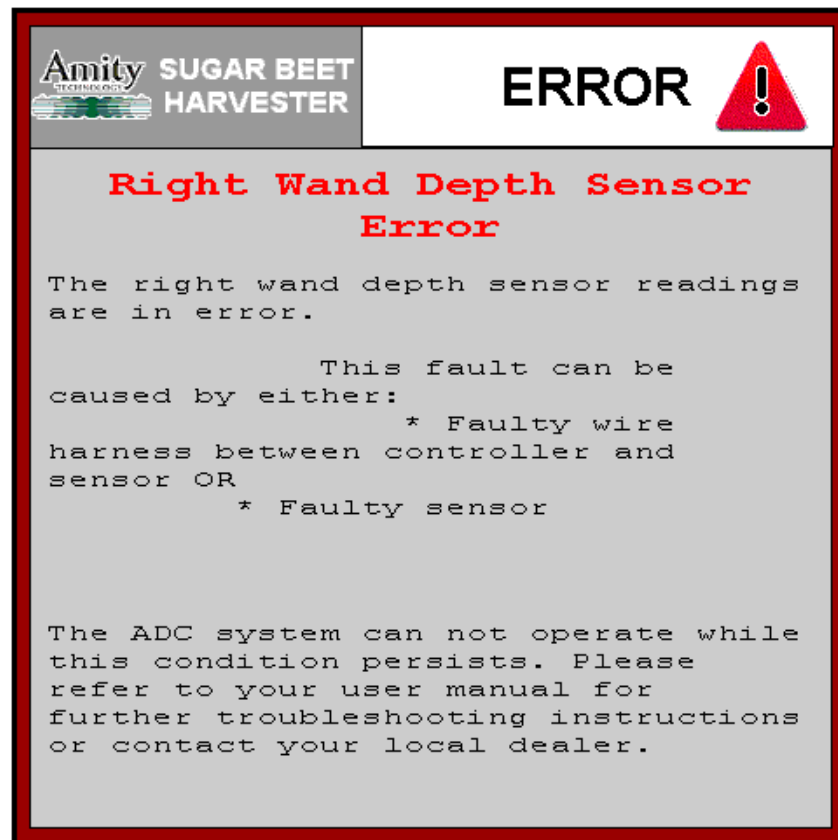 Amity SUGAR BEET
TECHNOLOGY HARVESTER
ERROR
!
Right Wand Depth Sensor
Error
The right wand depth sensor readings
are in error.
This fault can be
caused by either:
* Faulty wire
harness between controller and
sensor OR
* Faulty sensor
The ADC system can not operate while
this condition persists. Please
refer to your user manual for
further troubleshooting instructions
or contact your local dealer.